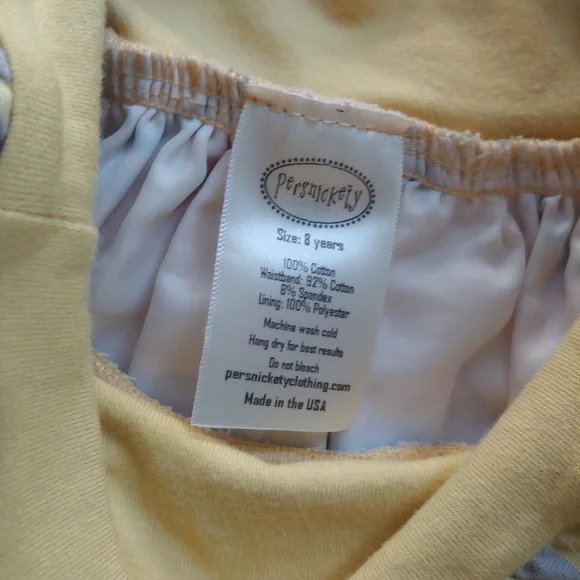 Persnickety
Size: 8 years
100% Cotton
Waistband: 92% Cotton
8% Spandex
Lining: 100% Polyester
Machine wash cold
Hang dry for best results
Do not bleach
persnicketyclothing.com
Made in the USA